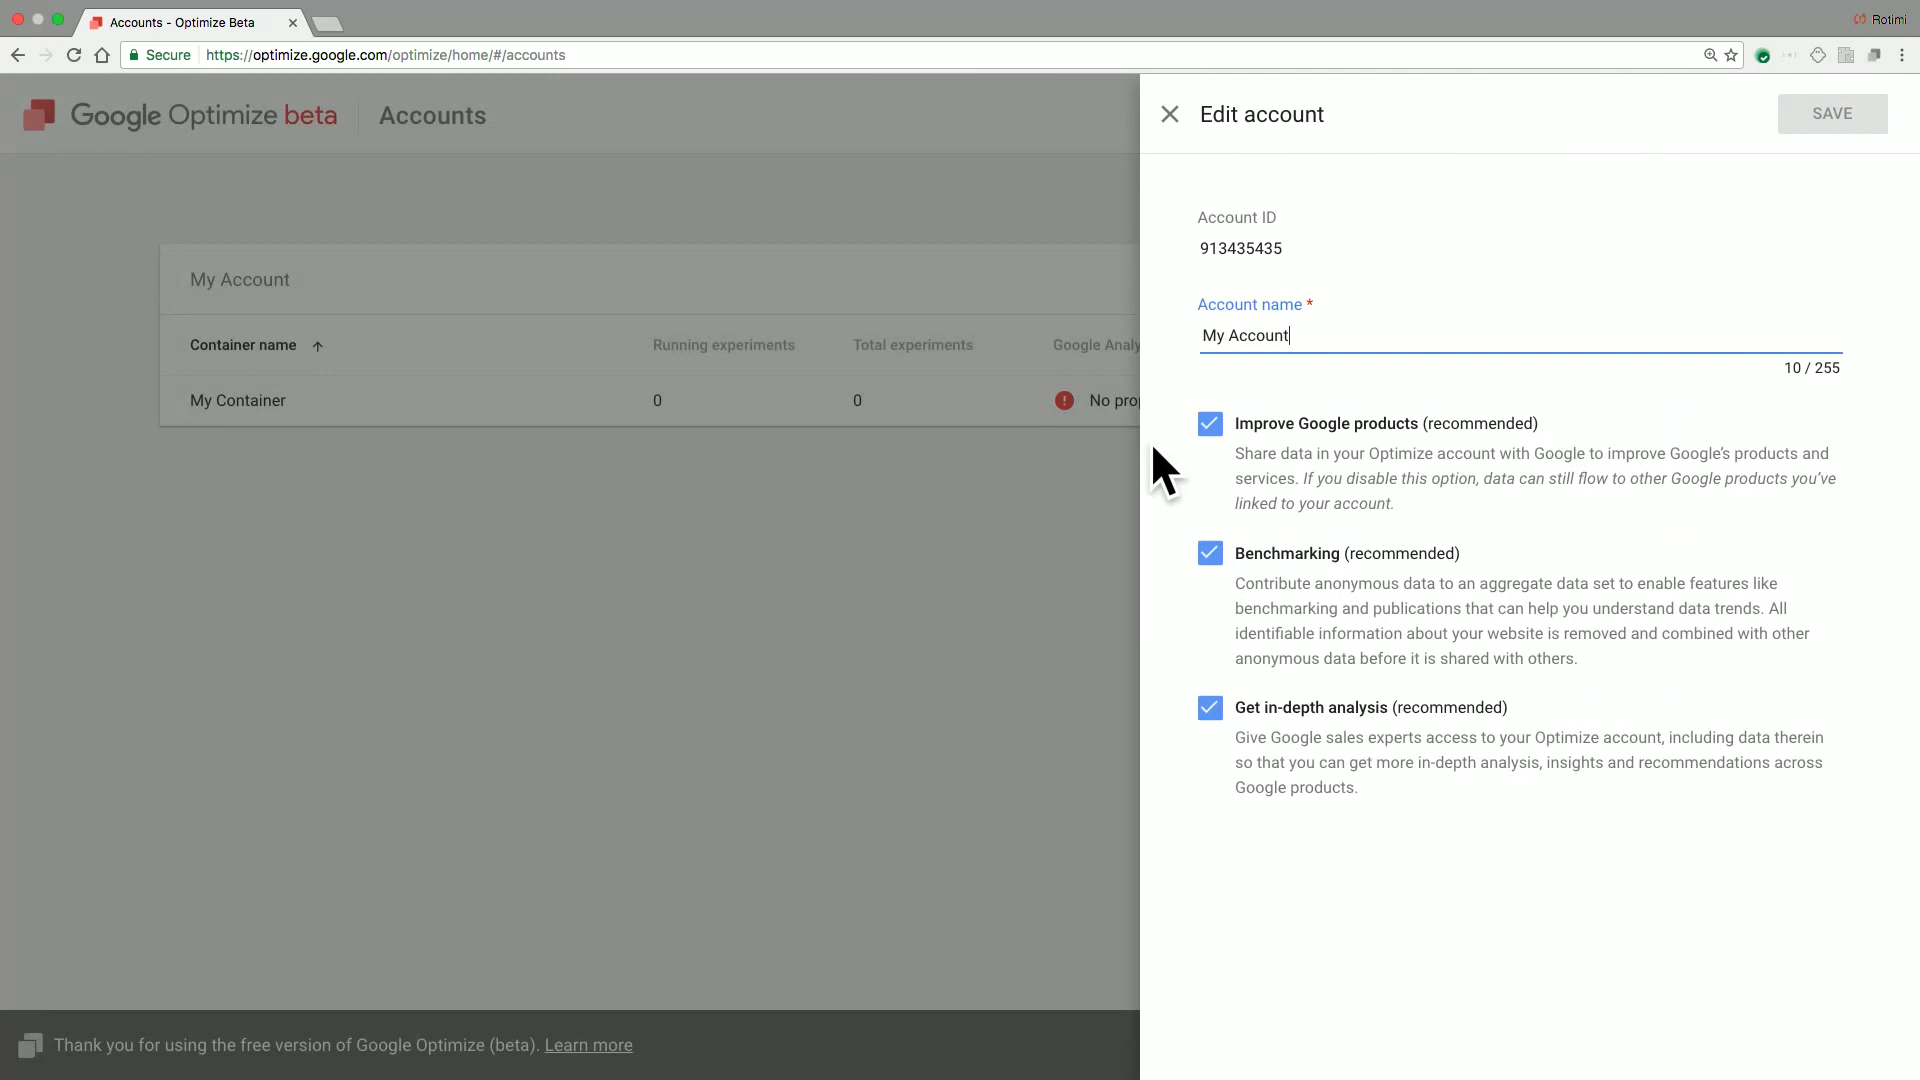 Accounts - Optimize Beta
Rotimi
Secure https://optimize.google.com/optimize/home/#/accounts
Google Optimize beta
Accounts
Edit account
SAVE
Account ID
913435435
Account name *
My Account
10 / 255
My Account
Container name
Running experiments
Total experiments
Google Analy
My Container
0
0
No prop
Improve Google products (recommended)
Share data in your Optimize account with Google to improve Google's products and
services. If you disable this option, data can still flow to other Google products you've
linked to your account.
Benchmarking (recommended)
Contribute anonymous data to an aggregate data set to enable features like
benchmarking and publications that can help you understand data trends. All
identifiable information about your website is removed and combined with other
anonymous data before it is shared with others.
Get in-depth analysis (recommended)
Give Google sales experts access to your Optimize account, including data therein
so that you can get more in-depth analysis, insights and recommendations across
Google products.
Thank you for using the free version of Google Optimize (beta). Learn more